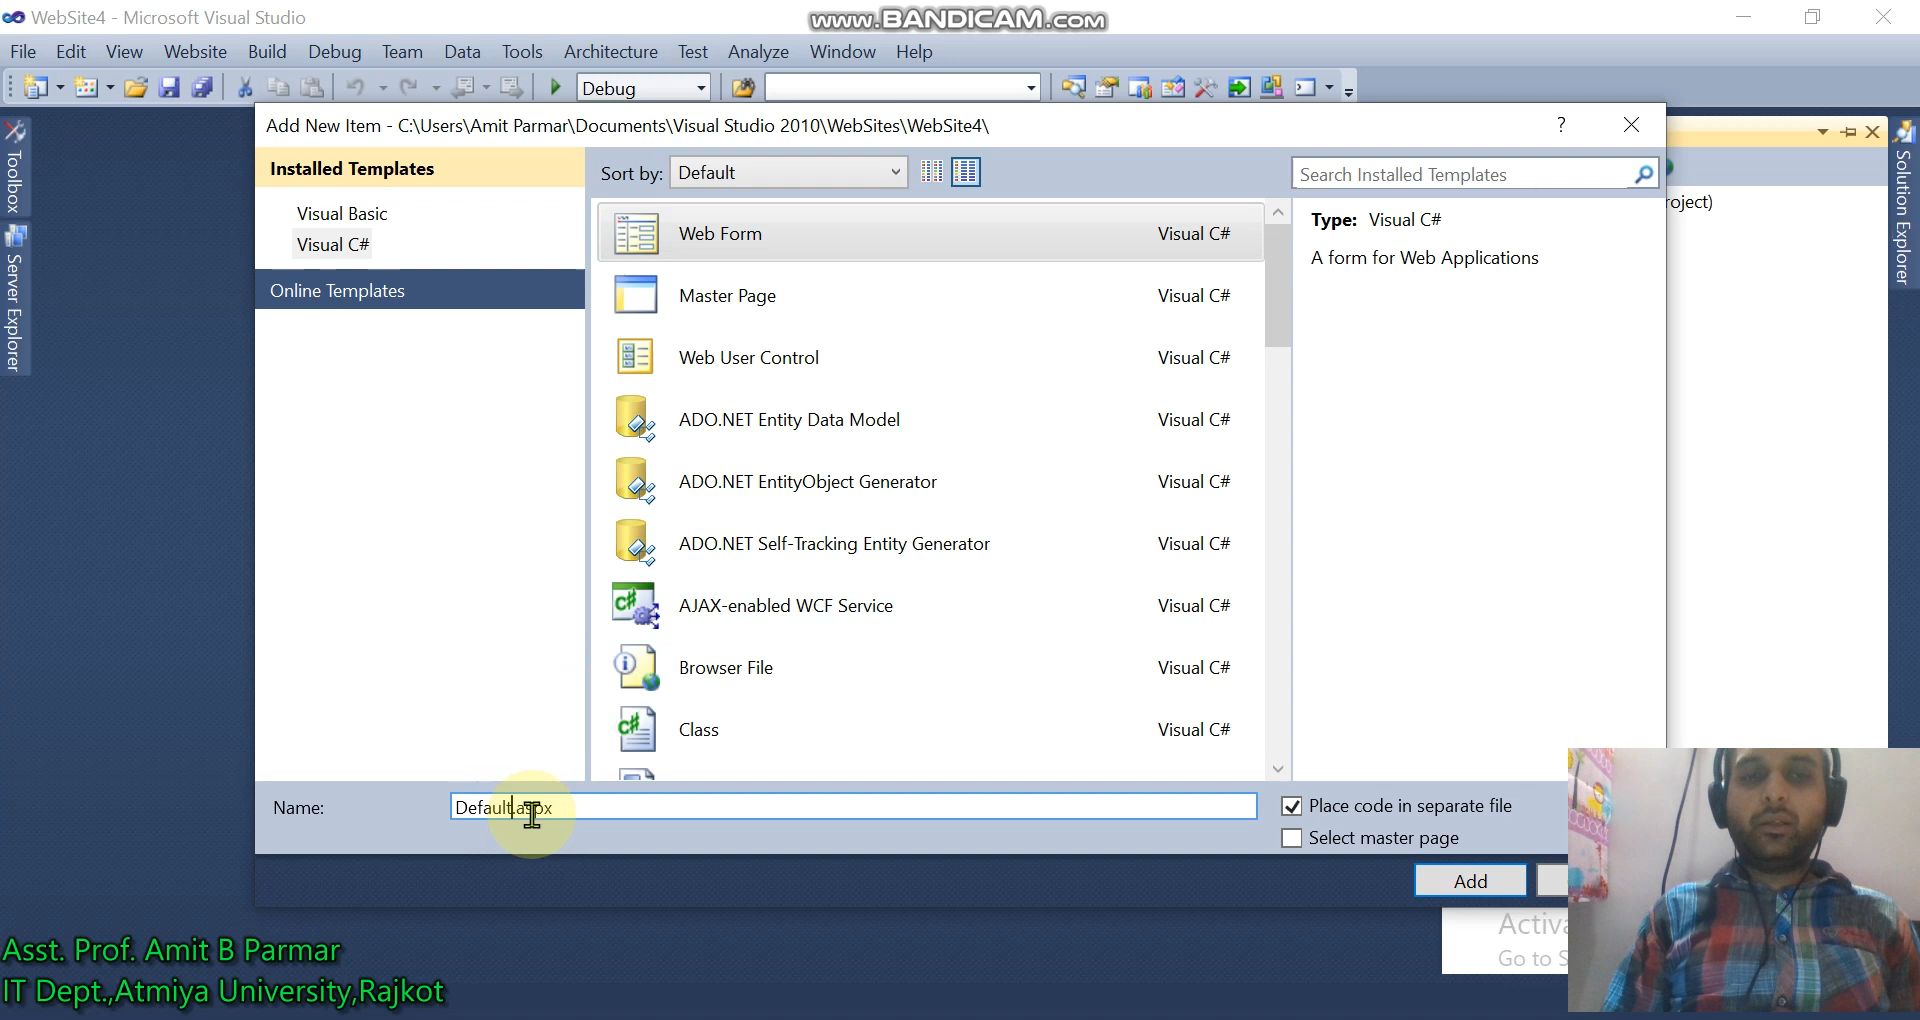 WebSite4 - Microsoft Visual Studio
www.BANDICAM.com
File Edit View Website Build Debug Team Data Tools Architecture Test Analyze Window Help
Debug
Add New Item - C:\Users\Amit Parmar\Documents\Visual Studio 2010\WebSites\WebSite4\
Installed Templates
Sort by: Default
Search Installed Templates
Toolbox
Server Explorer
Solution Explorer
roject)
Visual Basic
Visual C#
Online Templates
Web Form Visual C#
Master Page Visual C#
Web User Control Visual C#
ADO.NET Entity Data Model Visual C#
ADO.NET EntityObject Generator Visual C#
ADO.NET Self-Tracking Entity Generator Visual C#
AJAX-enabled WCF Service Visual C#
Browser File Visual C#
Class Visual C#
Type: Visual C#
A form for Web Applications
Name: Default.aspx
Place code in separate file
Select master page
Add
Activa
Go to S
Asst. Prof. Amit B Parmar
IT Dept.,Atmiya University,Rajkot